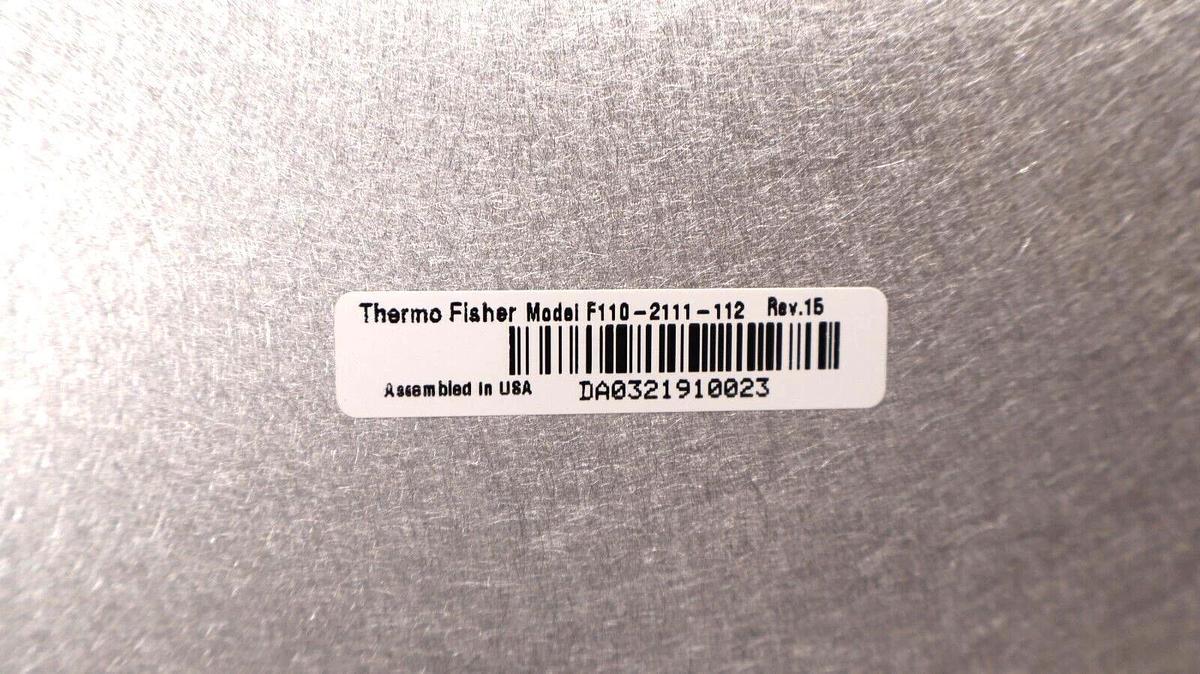 Thermo Fisher Model F110-2111-112 Rev.15
Assembled in USA DA0321910023